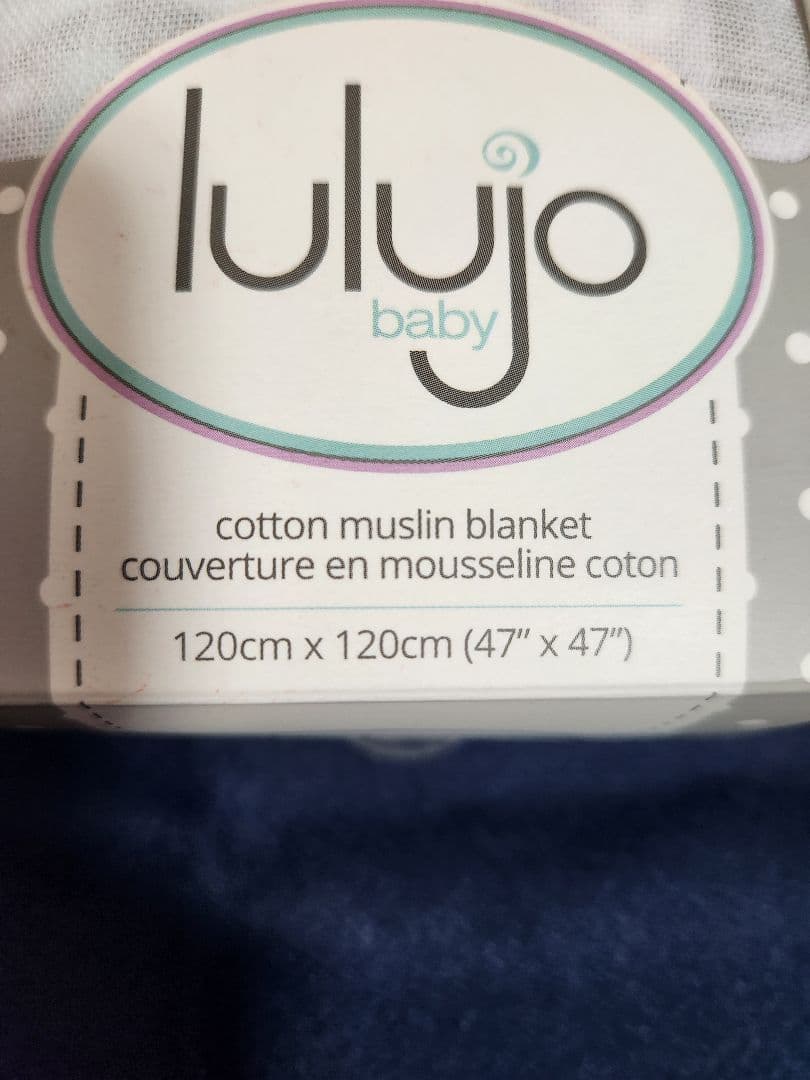 lulujo
baby
cotton muslin blanket
couverture en mousseline coton
120cm x 120cm (47" x 47")